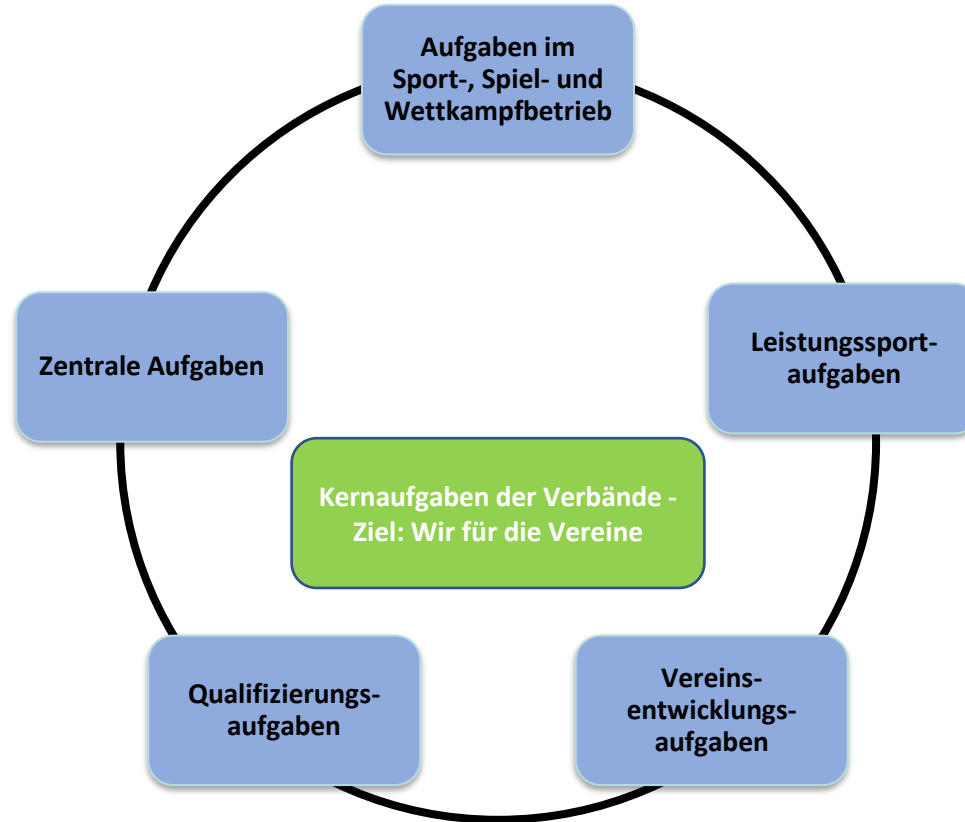 Aufgaben im
Sport-, Spiel- und
Wettkampfbetrieb
Zentrale Aufgaben
Leistungssport-
aufgaben
Kernaufgaben der Verbände -
Ziel: Wir für die Vereine
Qualifizierungs-
aufgaben
Vereins-
entwicklungs-
aufgaben